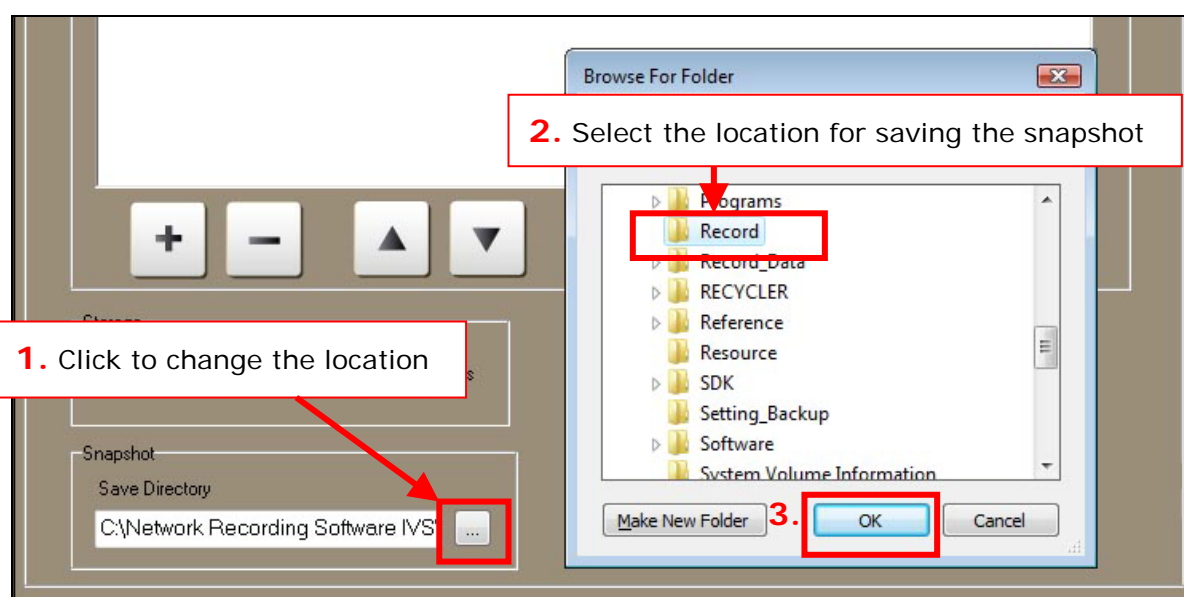 Browse For Folder
2. Select the location for saving the snapshot
Programs
Record
Record_Data
RECYCLER
Reference
Resource
SDK
Setting_Backup
Software
System Volume Information
Make New Folder
3.
OK
Cancel
Storage
1. Click to change the location
s
Snapshot
Save Directory
C:\Network Recording Software IVS
...